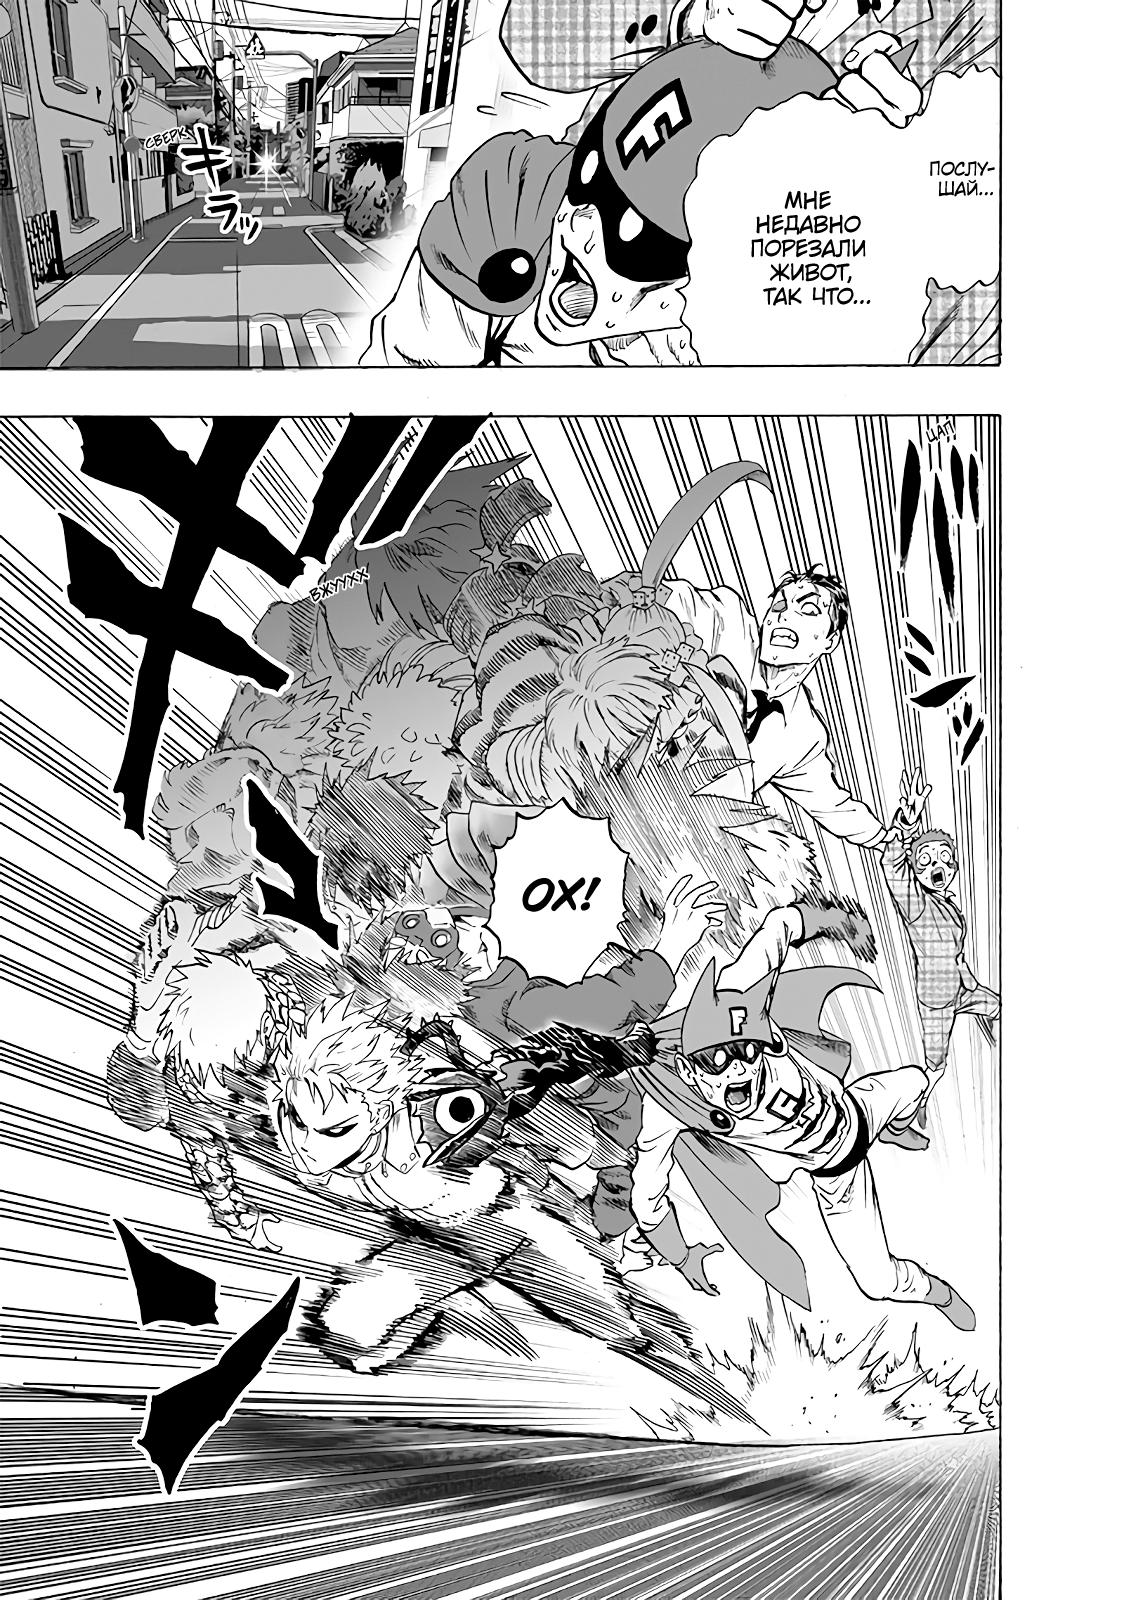 ПОСЛУ-
ШАЙ...
МНЕ
НЕДАВНО
ПОРЕЗАЛИ
ЖИВОТ,
ТАК ЧТО...
F
СВЕРК
キラッ
ЦАП!
ВЖУУХХ
ОХ!
F
F